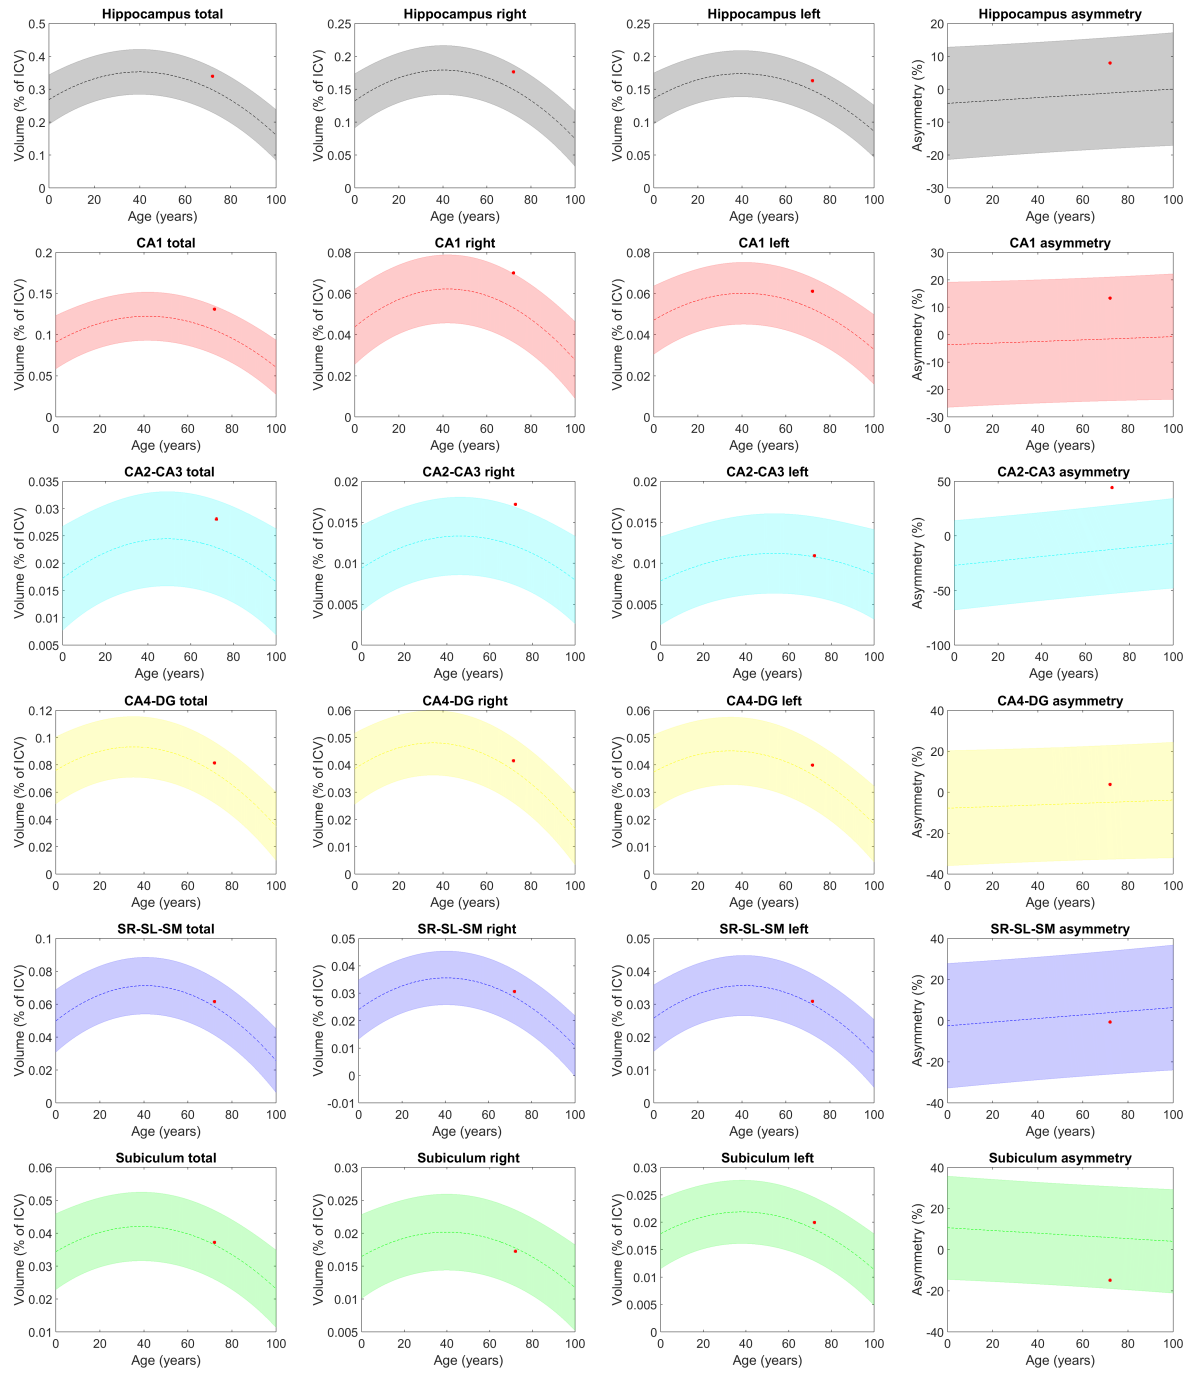 Hippocampus total
Hippocampus right
Hippocampus left
Hippocampus asymmetry
Volume (% of ICV)
0.5
0.4
0.3
0.2
0.1
0
0 20 40 60 80 100
Age (years)
Volume (% of ICV)
0.25
0.2
0.15
0.1
0.05
0
0 20 40 60 80 100
Age (years)
Volume (% of ICV)
0.25
0.2
0.15
0.1
0.05
0
0 20 40 60 80 100
Age (years)
Asymmetry (%)
20
10
0
-10
-20
-30
0 20 40 60 80 100
Age (years)
CA1 total
CA1 right
CA1 left
CA1 asymmetry
Volume (% of ICV)
0.2
0.15
0.1
0.05
0
0 20 40 60 80 100
Age (years)
Volume (% of ICV)
0.08
0.06
0.04
0.02
0
0 20 40 60 80 100
Age (years)
Volume (% of ICV)
0.08
0.06
0.04
0.02
0
0 20 40 60 80 100
Age (years)
Asymmetry (%)
30
20
10
0
-10
-20
-30
0 20 40 60 80 100
Age (years)
CA2-CA3 total
CA2-CA3 right
CA2-CA3 left
CA2-CA3 asymmetry
Volume (% of ICV)
0.035
0.03
0.025
0.02
0.015
0.01
0.005
0 20 40 60 80 100
Age (years)
Volume (% of ICV)
0.02
0.015
0.01
0.005
0
0 20 40 60 80 100
Age (years)
Volume (% of ICV)
0.02
0.015
0.01
0.005
0
0 20 40 60 80 100
Age (years)
Asymmetry (%)
50
0
-50
-100
0 20 40 60 80 100
Age (years)
CA4-DG total
CA4-DG right
CA4-DG left
CA4-DG asymmetry
Volume (% of ICV)
0.12
0.1
0.08
0.06
0.04
0.02
0
0 20 40 60 80 100
Age (years)
Volume (% of ICV)
0.06
0.05
0.04
0.03
0.02
0.01
0
0 20 40 60 80 100
Age (years)
Volume (% of ICV)
0.06
0.05
0.04
0.03
0.02
0.01
0
0 20 40 60 80 100
Age (years)
Asymmetry (%)
40
20
0
-20
-40
0 20 40 60 80 100
Age (years)
SR-SL-SM total
SR-SL-SM right
SR-SL-SM left
SR-SL-SM asymmetry
Volume (% of ICV)
0.1
0.08
0.06
0.04
0.02
0
0 20 40 60 80 100
Age (years)
Volume (% of ICV)
0.05
0.04
0.03
0.02
0.01
0
-0.01
0 20 40 60 80 100
Age (years)
Volume (% of ICV)
0.05
0.04
0.03
0.02
0.01
0
0 20 40 60 80 100
Age (years)
Asymmetry (%)
40
20
0
-20
-40
0 20 40 60 80 100
Age (years)
Subiculum total
Subiculum right
Subiculum left
Subiculum asymmetry
Volume (% of ICV)
0.06
0.05
0.04
0.03
0.02
0.01
0 20 40 60 80 100
Age (years)
Volume (% of ICV)
0.03
0.025
0.02
0.015
0.01
0.005
0 20 40 60 80 100
Age (years)
Volume (% of ICV)
0.03
0.025
0.02
0.015
0.01
0.005
0
0 20 40 60 80 100
Age (years)
Asymmetry (%)
40
20
0
-20
-40
0 20 40 60 80 100
Age (years)